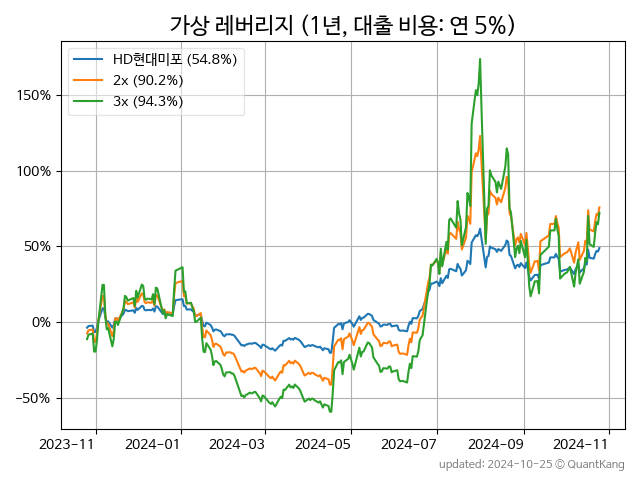 가상 레버리지 (1년, 대출 비용: 연 5%)
HD현대미포 (54.8%)
2x (90.2%)
3x (94.3%)
150%
100%
50%
0%
−50%
2023-11 2024-01 2024-03 2024-05 2024-07 2024-09 2024-11
updated: 2024-10-25 © QuantKang